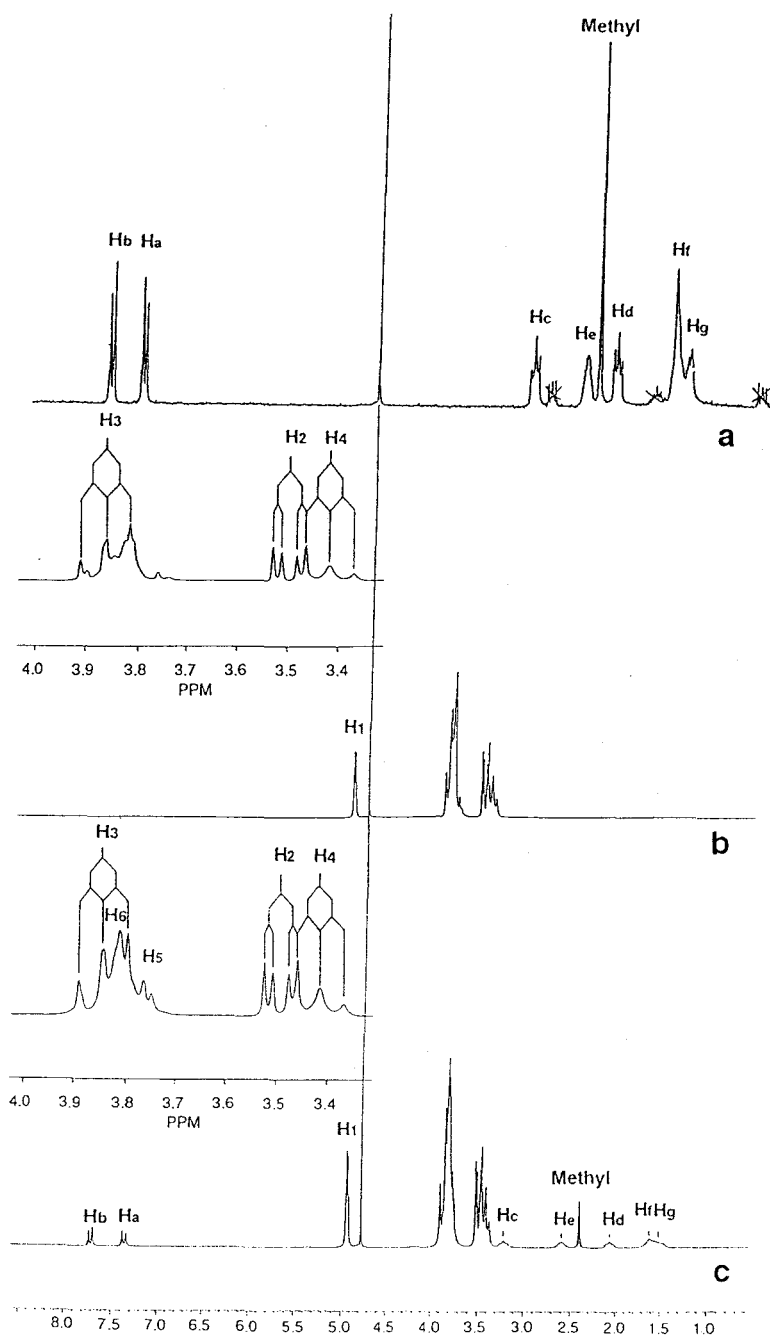 Methyl
Hb Ha
Hf
Hc
He
Hd
Hg
a
H3
H2 H4
4.0 3.9 3.8 3.7 3.6 3.5 3.4
PPM
H1
b
H3
H2 H4
H6
H5
4.0 3.9 3.8 3.7 3.6 3.5 3.4
PPM
H1
Methyl
Hb Ha
Hc
He
Hd
HfHg
c
8.0 7.5 7.0 6.5 6.0 5.5 5.0 4.5 4.0 3.5 3.0 2.5 2.0 1.5 1.0